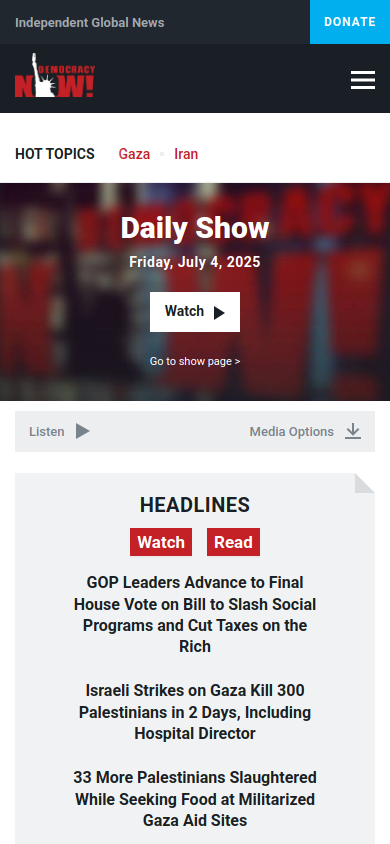 Independent Global News
DONATE
DEMOCRACY
NOW!
HOT TOPICS
Gaza
Iran
Daily Show
Friday, July 4, 2025
Watch
Go to show page >
Listen
Media Options
HEADLINES
Watch
Read
GOP Leaders Advance to Final
House Vote on Bill to Slash Social
Programs and Cut Taxes on the
Rich
Israeli Strikes on Gaza Kill 300
Palestinians in 2 Days, Including
Hospital Director
33 More Palestinians Slaughtered
While Seeking Food at Militarized
Gaza Aid Sites